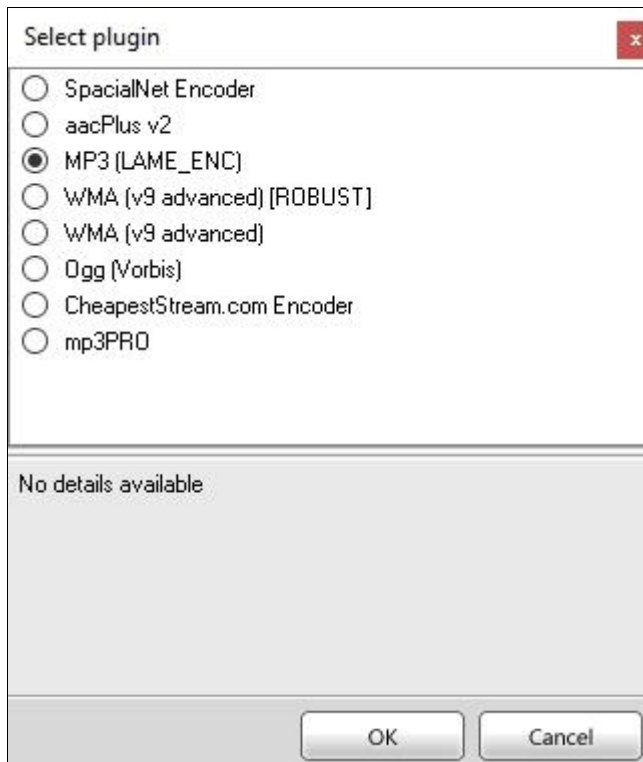 Select plugin
x
SpacialNet Encoder
aacPlus v2
MP3 (LAME_ENC)
WMA (v9 advanced) [ROBUST]
WMA (v9 advanced)
Ogg (Vorbis)
CheapestStream.com Encoder
mp3PRO
No details available
OK
Cancel